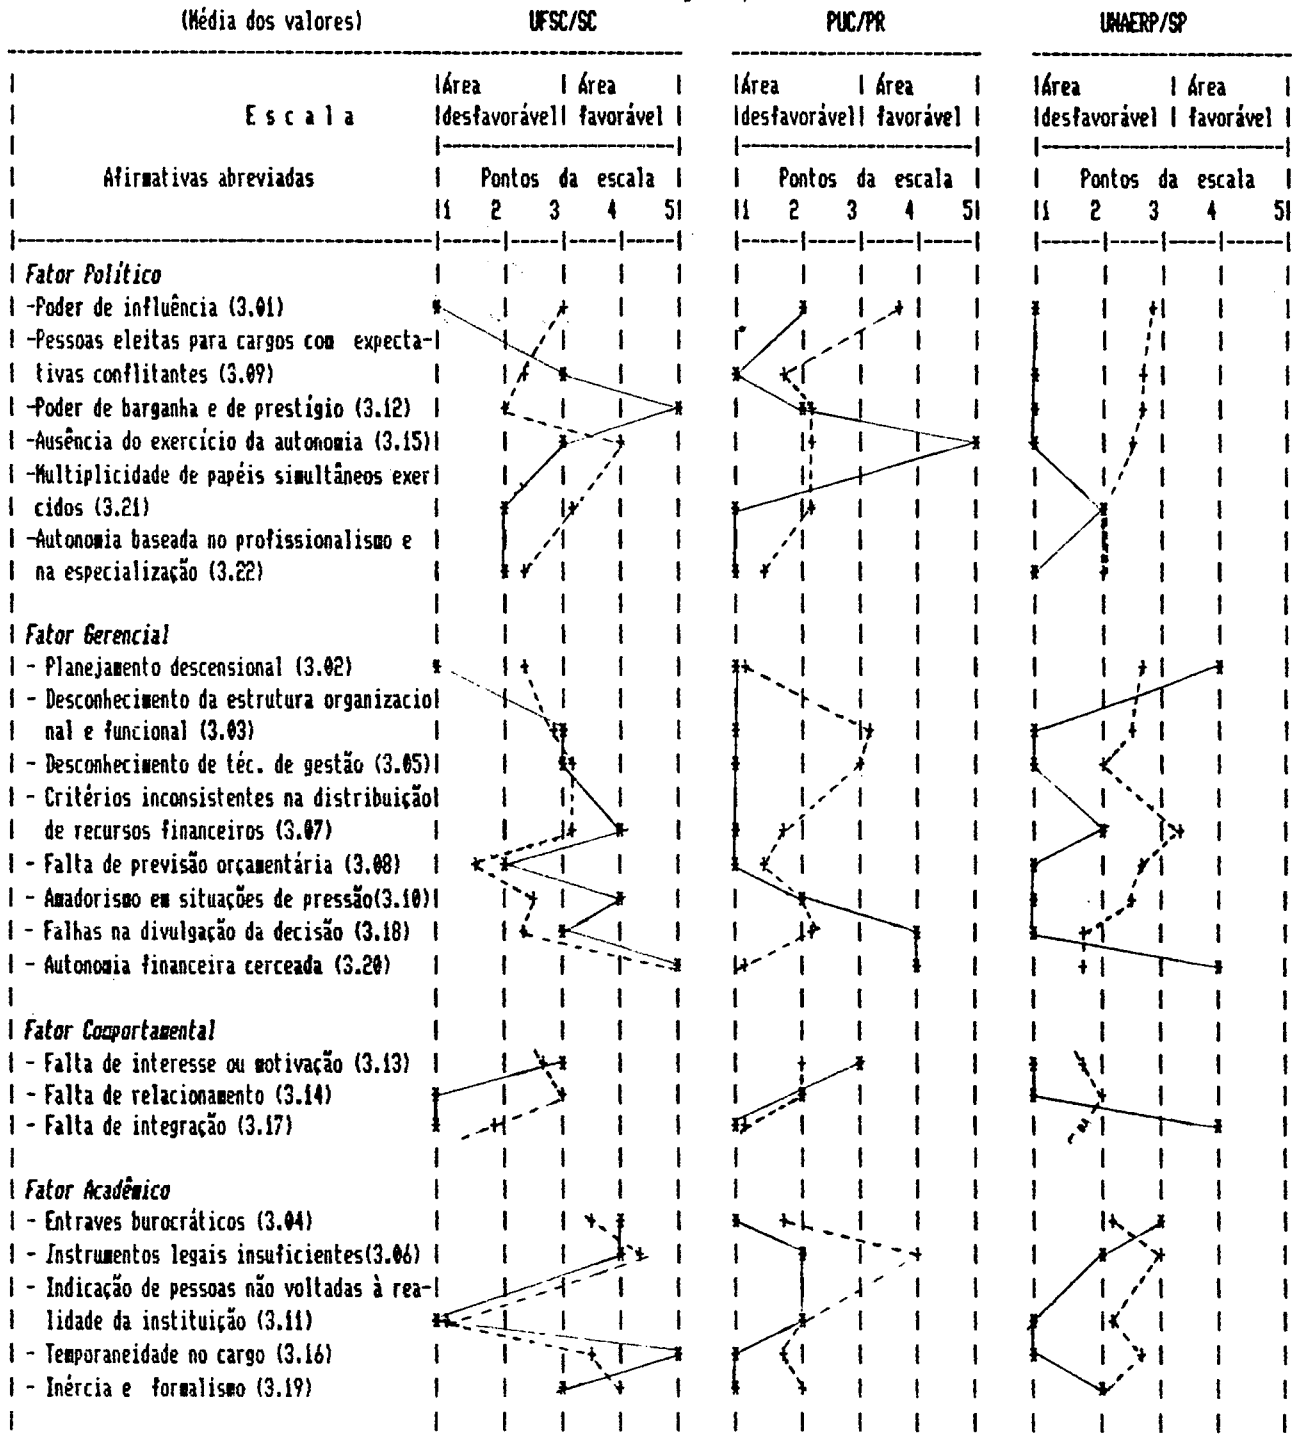 (Média dos valores) UFSC/SC PUC/PR UNAERP/SP
Área Área Área Área Área Área
E s c a l a desfavorável favorável desfavorável favorável desfavorável favorável
Afirmativas abreviadas Pontos da escala Pontos da escala Pontos da escala
1 2 3 4 5 1 2 3 4 5 1 2 3 4 5
Fator Político
-Poder de influência (3.01)
-Pessoas eleitas para cargos com expecta-
tivas conflitantes (3.09)
-Poder de barganha e de prestígio (3.12)
-Ausência do exercício da autonomia (3.15)
-Multiplicidade de papéis simultâneos exer
cidos (3.21)
-Autonomia baseada no profissionalismo e
na especialização (3.22)
Fator Gerencial
- Planejamento descensional (3.02)
- Desconhecimento da estrutura organizacio
nal e funcional (3.03)
- Desconhecimento de téc. de gestão (3.05)
- Critérios inconsistentes na distribuição
de recursos financeiros (3.07)
- Falta de previsão orçamentária (3.08)
- Amadorismo em situações de pressão(3.10)
- Falhas na divulgação da decisão (3.18)
- Autonomia financeira cerceada (3.20)
Fator Comportamental
- Falta de interesse ou motivação (3.13)
- Falta de relacionamento (3.14)
- Falta de integração (3.17)
Fator Acadêmico
- Entraves burocráticos (3.04)
- Instrumentos legais insuficientes(3.06)
- Indicação de pessoas não voltadas à rea-
lidade da instituição (3.11)
- Temporaneidade no cargo (3.16)
- Inércia e formalismo (3.19)